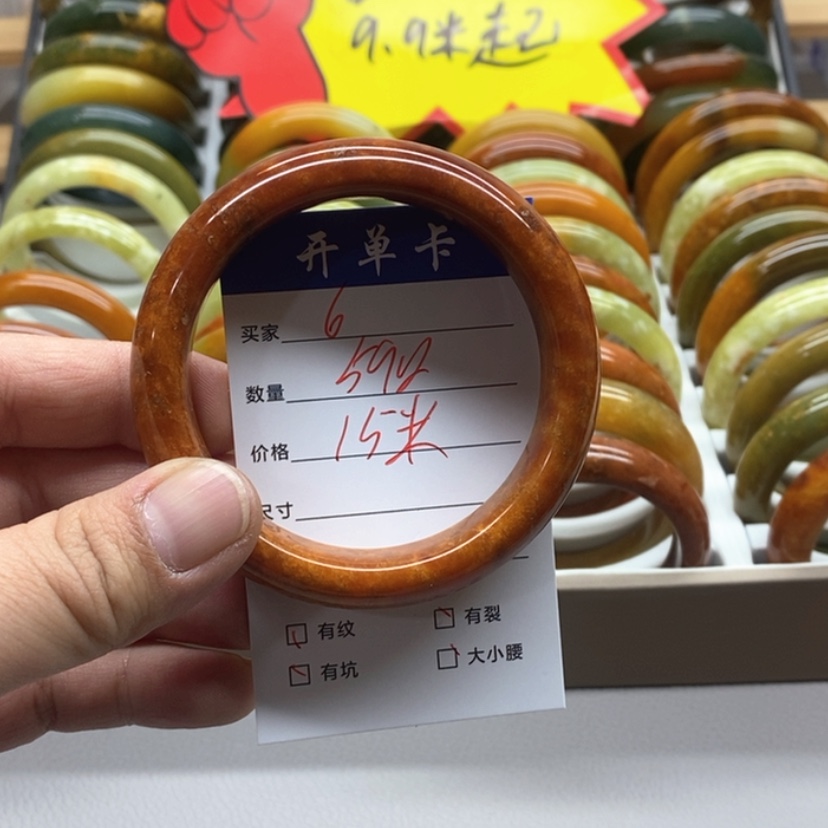 9.9米起
开单卡
买家 6
数量
价格 15米
尺寸
有纹 有裂
有坑 大小腰